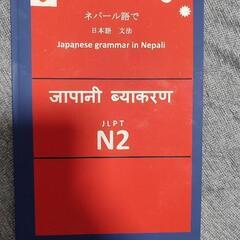 ネパール語で
日本語 文法
Japanese grammar in Nepali
जापानी ब्याकरण
JLPT
N2